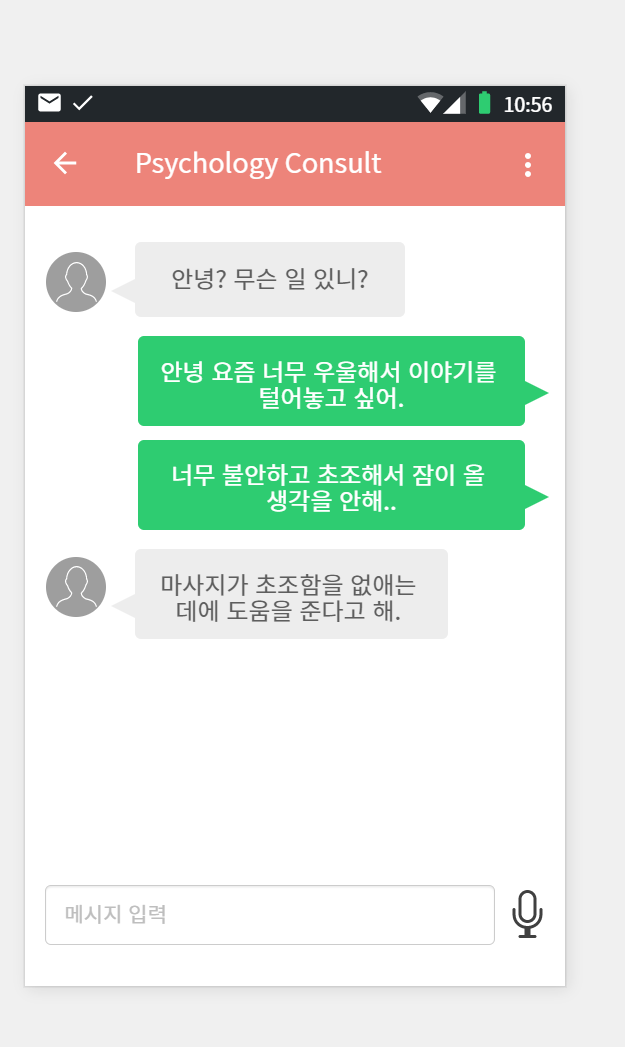 10:56
Psychology Consult
안녕? 무슨 일 있니?
안녕 요즘 너무 우울해서 이야기를
털어놓고 싶어.
너무 불안하고 초조해서 잠이 올
생각을 안해..
마사지가 초조함을 없애는
데에 도움을 준다고 해.
메시지 입력